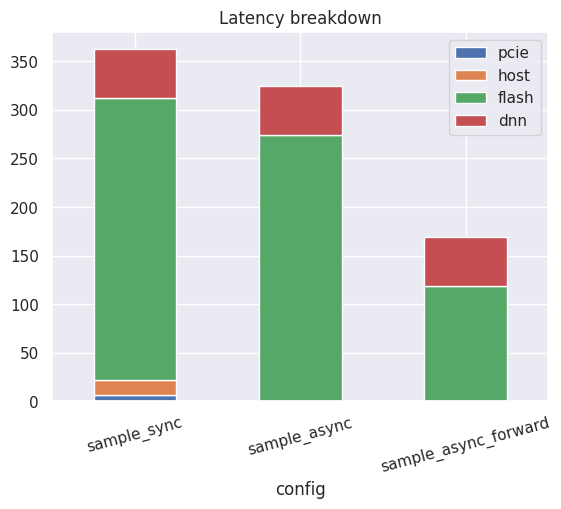 Latency breakdown
350
300
250
200
150
100
50
0
pcie
host
flash
dnn
sample_sync
sample_async
sample_async_forward
config